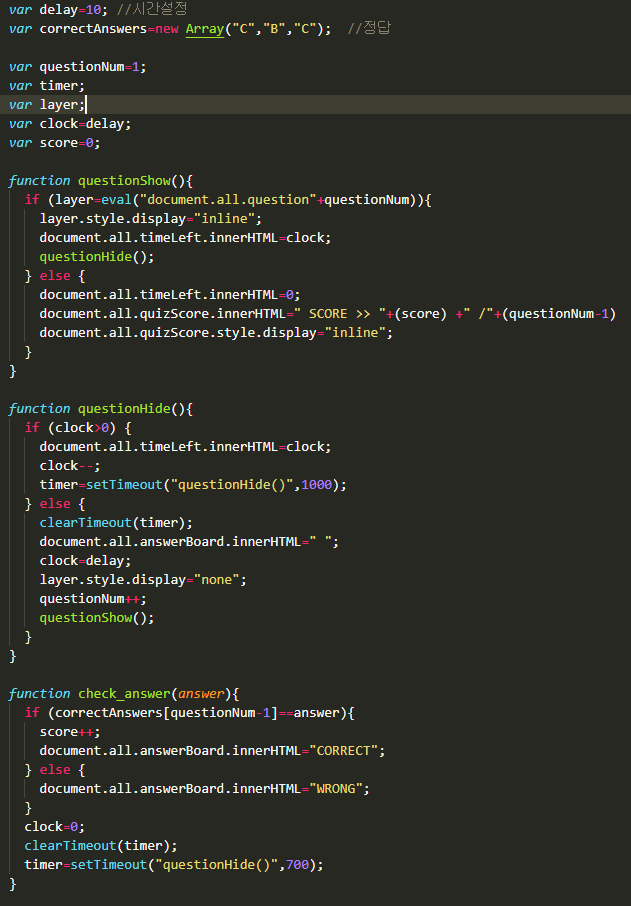 var delay=10; //시간설정
var correctAnswers=new Array("C","B","C");  //정답
var questionNum=1;
var timer;
var layer;
var clock=delay;
var score=0;
function questionShow(){
  if (layer=eval("document.all.question"+questionNum)){
    layer.style.display="inline";
    document.all.timeLeft.innerHTML=clock;
    questionHide();
  } else {
    document.all.timeLeft.innerHTML=0;
    document.all.quizScore.innerHTML=" SCORE >> "+(score) +" /"+(questionNum-1)
    document.all.quizScore.style.display="inline";
  }
}
function questionHide(){
  if (clock>0) {
    document.all.timeLeft.innerHTML=clock;
    clock--;
    timer=setTimeout("questionHide()",1000);
  } else {
    clearTimeout(timer);
    document.all.answerBoard.innerHTML=" ";
    clock=delay;
    layer.style.display="none";
    questionNum++;
    questionShow();
  }
}
function check_answer(answer){
  if (correctAnswers[questionNum-1]==answer){
    score++;
    document.all.answerBoard.innerHTML="CORRECT";
  } else {
    document.all.answerBoard.innerHTML="WRONG";
  }
  clock=0;
  clearTimeout(timer);
  timer=setTimeout("questionHide()",700);
}